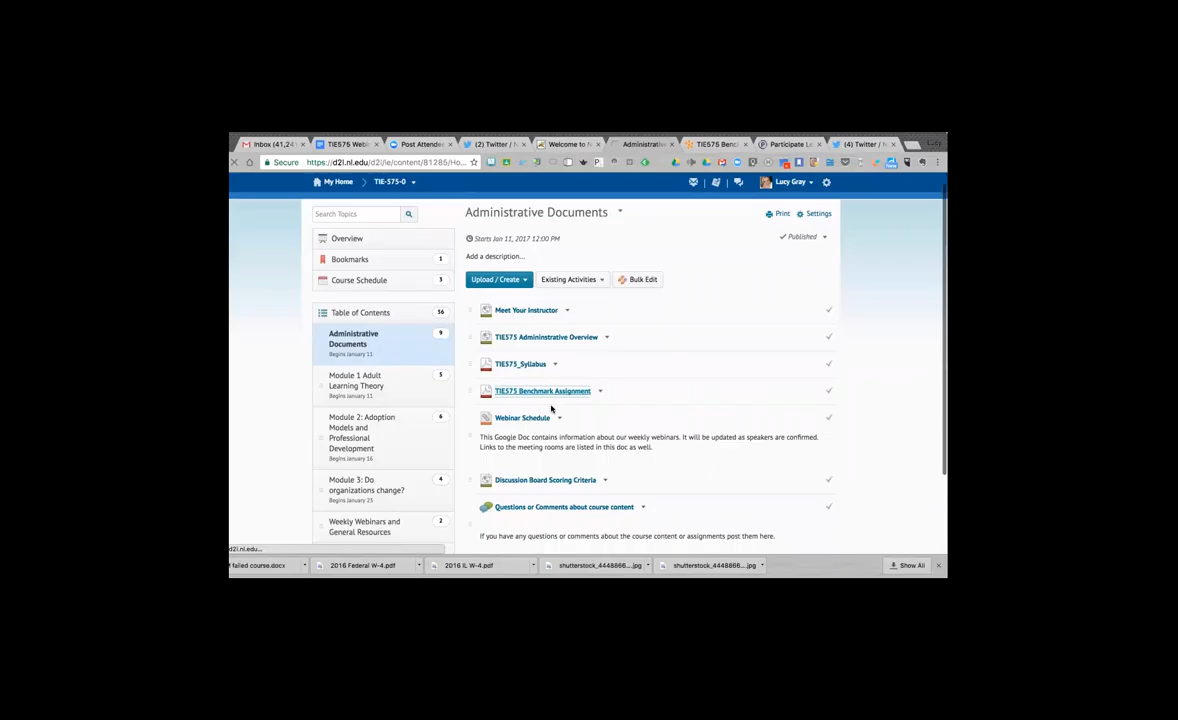 Inbox (41,24
TIE575 Web
Post Attende
(2) Twitter /
Welcome to
Administrativ
TIE575 Benc
Participate Le
(4) Twitter /
Lucy
Secure https://d2l.nl.edu/d2l/le/content/81285/Ho...
New
My Home
TIE-575-0
Lucy Gray
Search Topics
Overview
Bookmarks 1
Course Schedule 3
Table of Contents 56
Administrative 9
Documents
Begins January 11
Module 1 Adult 5
Learning Theory
Begins January 11
Module 2: Adoption 6
Models and
Professional
Development
Begins January 16
Module 3: Do 4
organizations change?
Begins January 23
Weekly Webinars and 2
General Resources
Administrative Documents
Print Settings
Starts Jan 11, 2017 12:00 PM
Published
Add a description...
Upload / Create Existing Activities Bulk Edit
Meet Your Instructor
TIE575 Admininstrative Overview
TIE575_Syllabus
TIE575 Benchmark Assignment
Webinar Schedule
This Google Doc contains information about our weekly webinars. It will be updated as speakers are confirmed.
Links to the meeting rooms are listed in this doc as well.
Discussion Board Scoring Criteria
Questions or Comments about course content
If you have any questions or comments about the course content or assignments post them here.
d2l.nl.edu...
M failed course.docx
2016 Federal W-4.pdf
2016 IL W-4.pdf
shutterstock_4448866....jpg
shutterstock_4448866....jpg
Show All